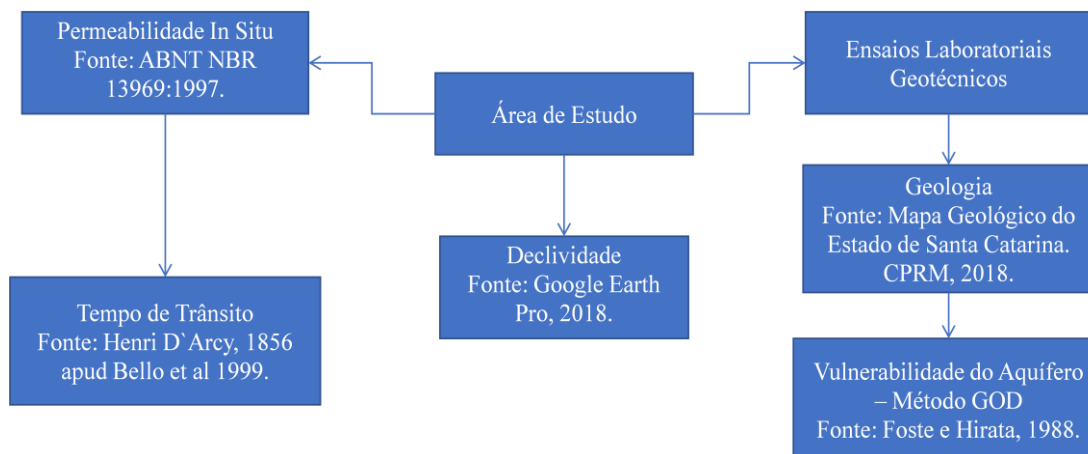 Permeabilidade In Situ
Fonte: ABNT NBR
13969:1997.
Área de Estudo
Ensaios Laboratoriais
Geotécnicos
Geologia
Fonte: Mapa Geológico do
Estado de Santa Catarina.
CPRM, 2018.
Declividade
Fonte: Google Earth
Pro, 2018.
Tempo de Trânsito
Fonte: Henri D`Arcy, 1856
apud Bello et al 1999.
Vulnerabilidade do Aquífero
– Método GOD
Fonte: Foste e Hirata, 1988.